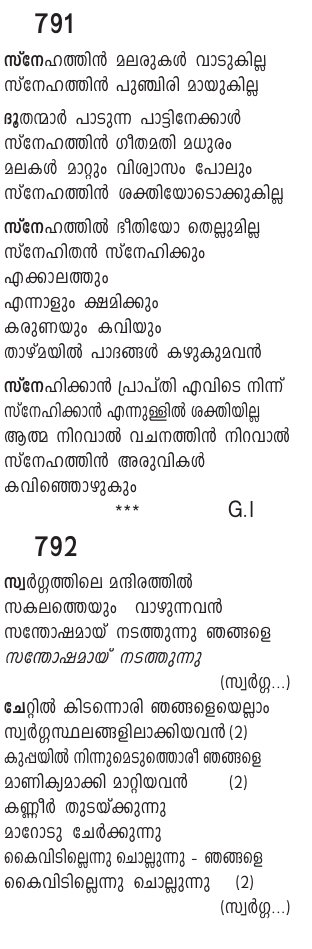 791
സ്നേഹത്തിൻ മലരുകൾ വാടുകില്ല
സ്നേഹത്തിൻ പുഞ്ചിരി മായുകില്ല
ദൂതന്മാർ പാടുന്ന പാട്ടിനേക്കാൾ
സ്നേഹത്തിൻ ഗീതമതി മധുരം
മലകൾ മാറ്റും വിശ്വാസം പോലും
സ്നേഹത്തിൻ ശക്തിയോടൊക്കുകില്ല
സ്നേഹത്തിൽ ഭീതിയോ തെല്ലുമില്ല
സ്നേഹിതൻ സ്നേഹിക്കും
എക്കാലത്തും
എന്നാളും ക്ഷമിക്കും
കരുണയും കവിയും
താഴ്മയിൽ പാദങ്ങൾ കഴുകുമവൻ
സ്നേഹിക്കാൻ പ്രാപ്തി എവിടെ നിന്ന്
സ്നേഹിക്കാൻ എന്നുള്ളിൽ ശക്തിയില്ല
ആത്മ നിറവാൽ വചനത്തിൻ നിറവാൽ
സ്നേഹത്തിൻ അരുവികൾ
കവിഞ്ഞൊഴുകും
*** G.I
792
സ്വർഗ്ഗത്തിലെ മന്ദിരത്തിൽ
സകലത്തെയും വാഴുന്നവൻ
സന്തോഷമായ് നടത്തുന്നു ഞങ്ങളെ
സന്തോഷമായ് നടത്തുന്നു
(സ്വർഗ്ഗ...)
ചേറ്റിൽ കിടന്നൊരി ഞങ്ങളെയെല്ലാം
സ്വർഗ്ഗസ്ഥലങ്ങളിലാക്കിയവൻ (2)
കുപ്പയിൽ നിന്നുമെടുത്തൊരീ ഞങ്ങളെ
മാണിക്യമാക്കി മാറ്റിയവൻ (2)
കണ്ണീർ തുടയ്ക്കുന്നു
മാറോടു ചേർക്കുന്നു
കൈവിടില്ലെന്നു ചൊല്ലുന്നു - ഞങ്ങളെ
കൈവിടില്ലെന്നു ചൊല്ലുന്നു (2)
(സ്വർഗ്ഗ...)